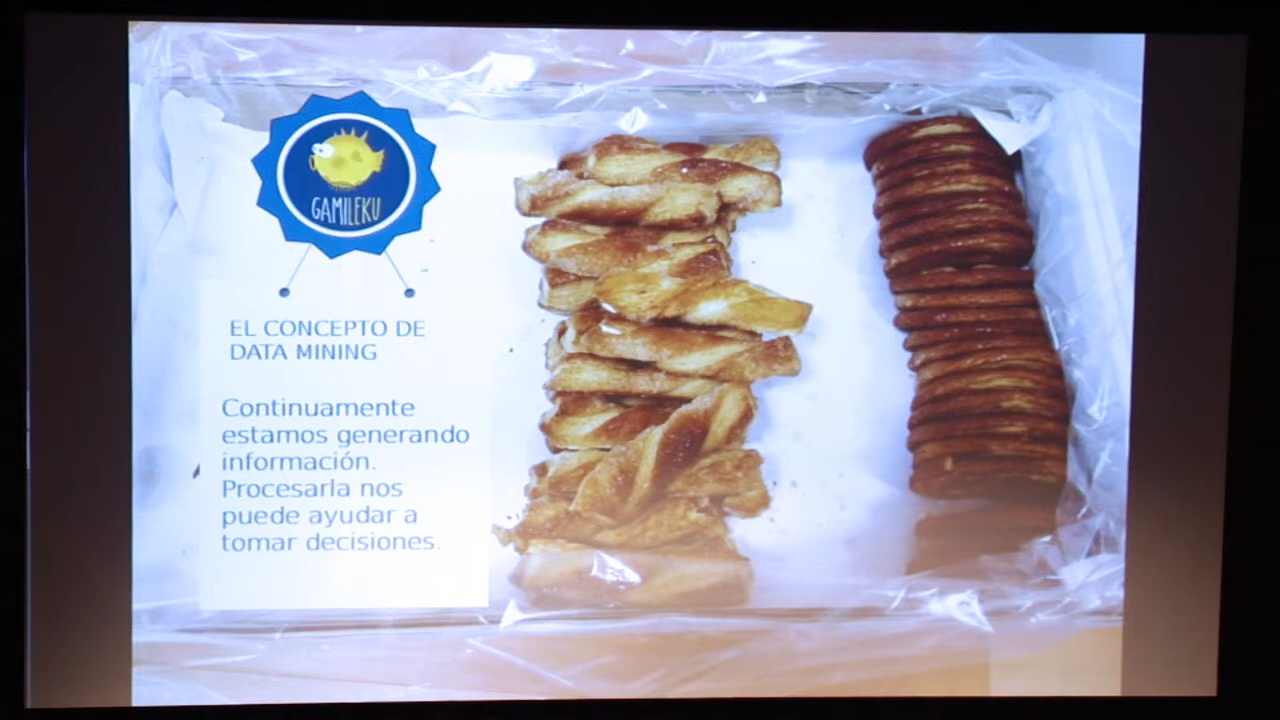 GAMILEKU
EL CONCEPTO DE
DATA MINING
Continuamente
estamos generando
información.
Procesarla nos
puede ayudar a
tomar decisiones.